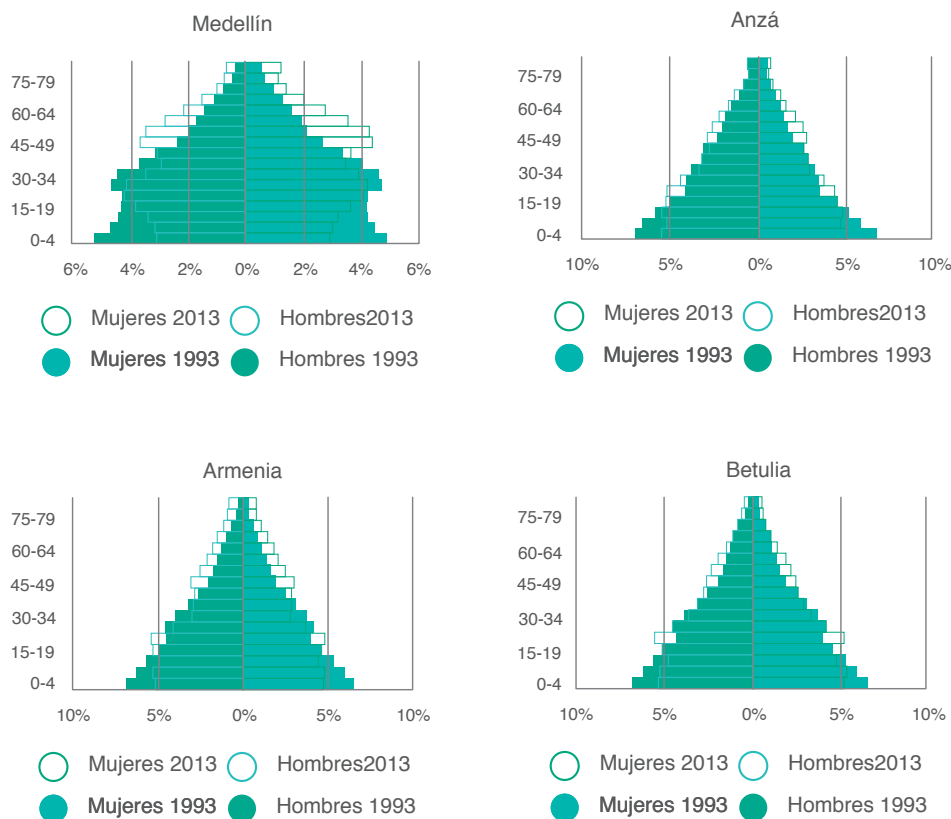 Medellín
75-79
60-64
45-49
30-34
15-19
0-4
6% 4% 2% 0% 2% 4% 6%
Mujeres 2013 Hombres2013
Mujeres 1993 Hombres 1993
Anzá
75-79
60-64
45-49
30-34
15-19
0-4
10% 5% 0% 5% 10%
Mujeres 2013 Hombres2013
Mujeres 1993 Hombres 1993
Armenia
75-79
60-64
45-49
30-34
15-19
0-4
10% 5% 0% 5% 10%
Mujeres 2013 Hombres2013
Mujeres 1993 Hombres 1993
Betulia
75-79
60-64
45-49
30-34
15-19
0-4
10% 5% 0% 5% 10%
Mujeres 2013 Hombres2013
Mujeres 1993 Hombres 1993